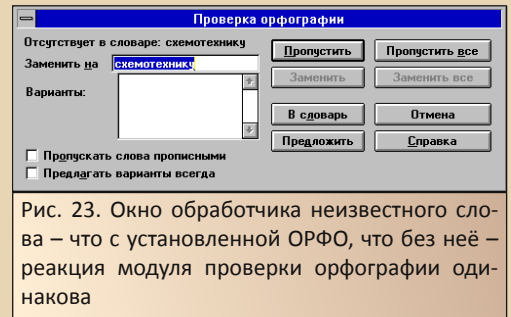 Проверка орфографии
Отсутствует в словаре: схемотехнику
Заменить на схемотехнику
Варианты:
Пропустить Пропустить все
Заменить Заменить все
В словарь Отмена
Предложить Справка
Пропускать слова прописными
Предлагать варианты всегда
Рис. 23. Окно обработчика неизвестного сло-
ва – что с установленной ОРФО, что без неё –
реакция модуля проверки орфографии оди-
накова